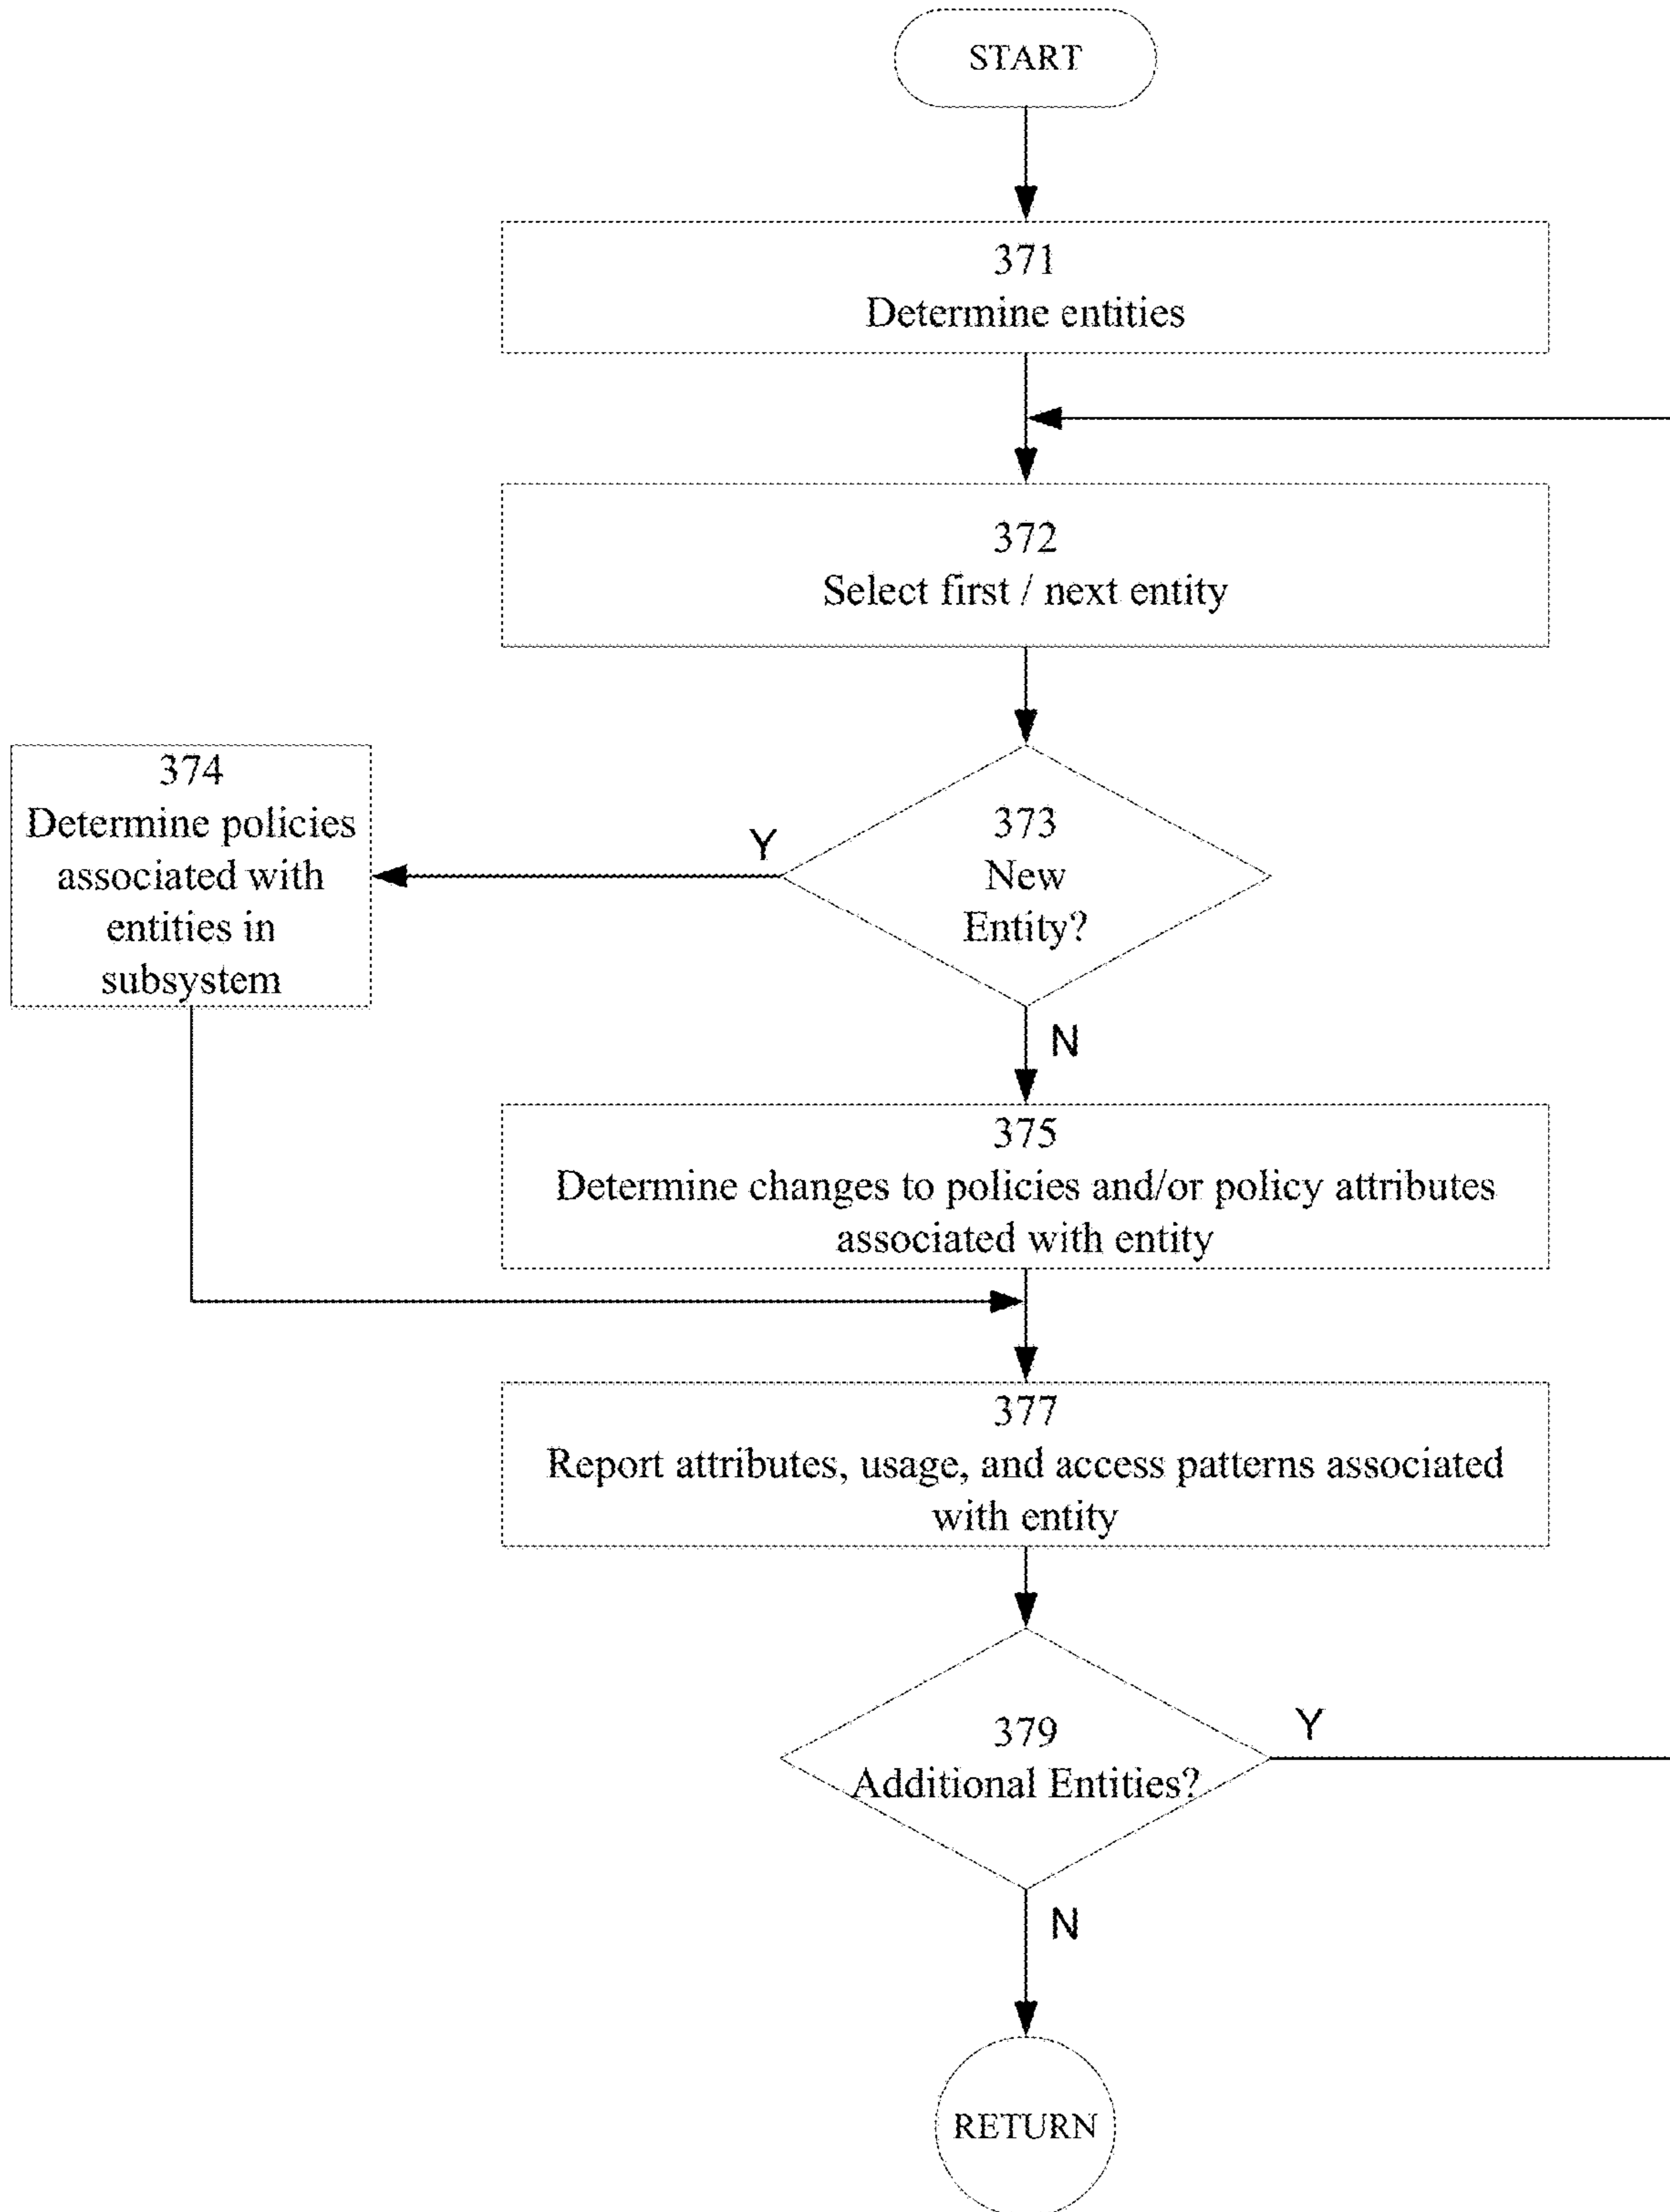 START
371
Determine entities
372
Select first / next entity
373
New
Entity?
Y
N
374
Determine policies
associated with
entities in
subsystem
375
Determine changes to policies and/or policy attributes
associated with entity
377
Report attributes, usage, and access patterns associated
with entity
379
Additional Entities?
Y
N
RETURN